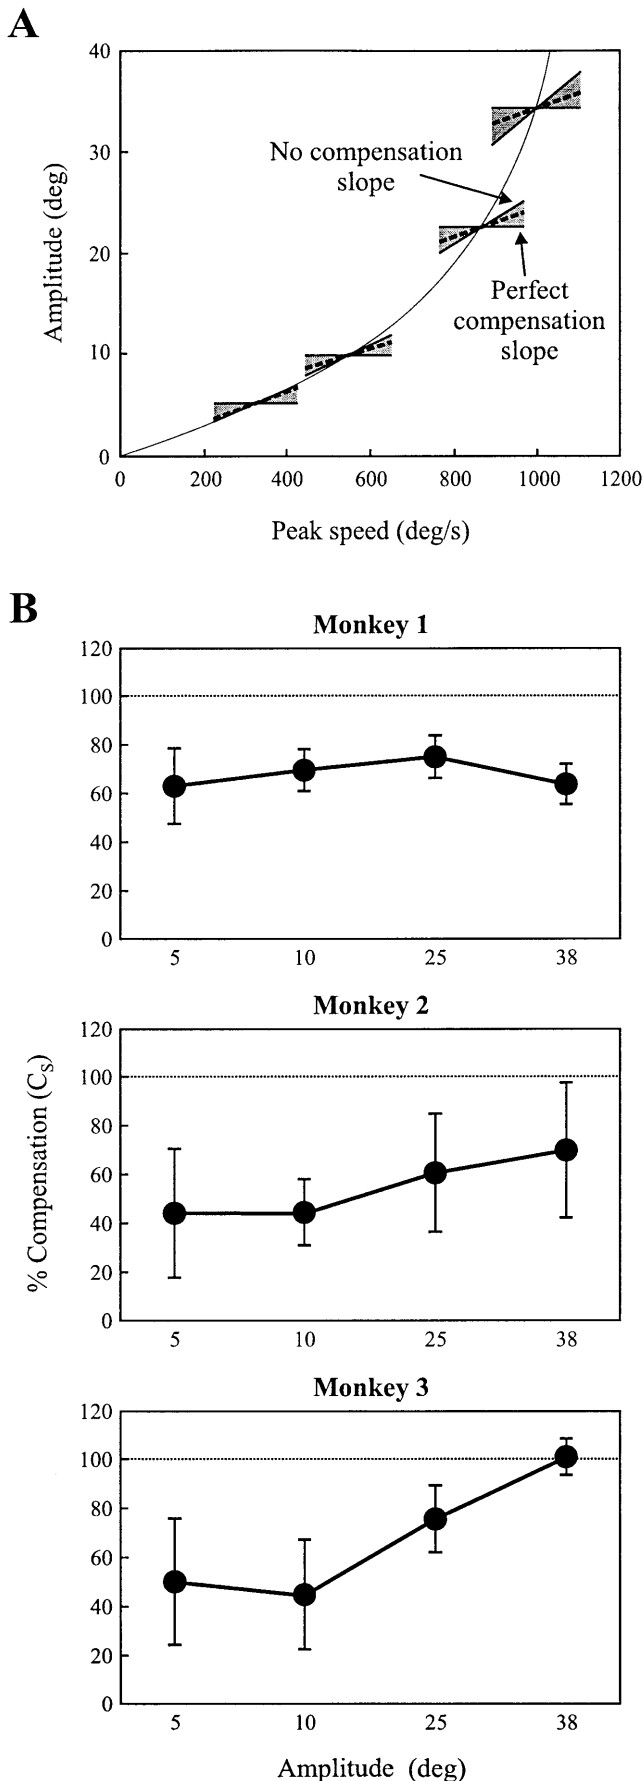 A
40
30
20
10
0
Amplitude (deg)
No compensation
slope
Perfect
compensation
slope
0 200 400 600 800 1000 1200
Peak speed (deg/s)
B
Monkey 1
120
100
80
60
40
20
0
5 10 25 38
Monkey 2
120
100
80
60
40
20
0
5 10 25 38
% Compensation (CS)
Monkey 3
120
100
80
60
40
20
0
5 10 25 38
Amplitude (deg)